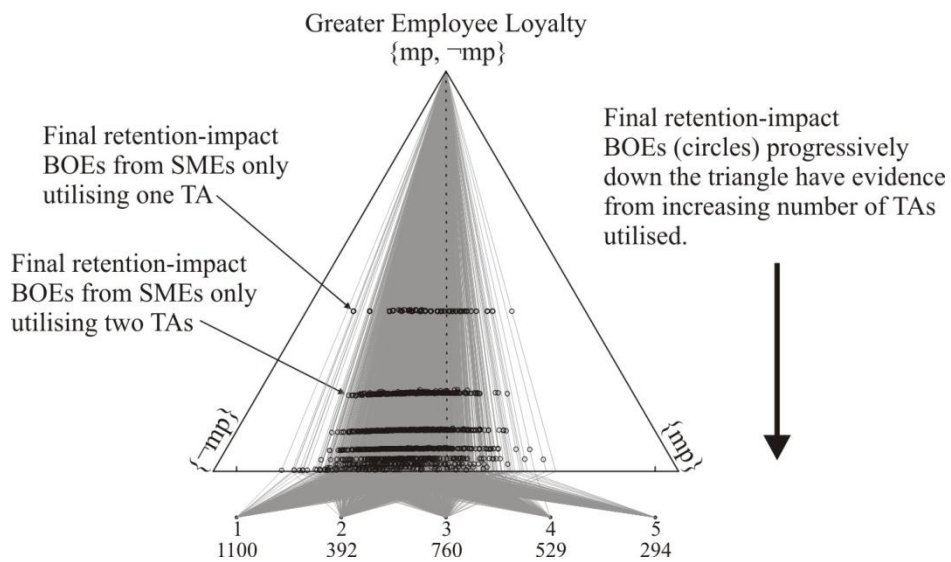 Greater Employee Loyalty
{mp, ¬mp}
Final retention-impact
BOEs from SMEs only
utilising one TA
Final retention-impact
BOEs from SMEs only
utilising two TAs
Final retention-impact
BOEs (circles) progressively
down the triangle have evidence
from increasing number of TAs
utilised.
{¬mp}
{mp}
1 2 3 4 5
1100 392 760 529 294